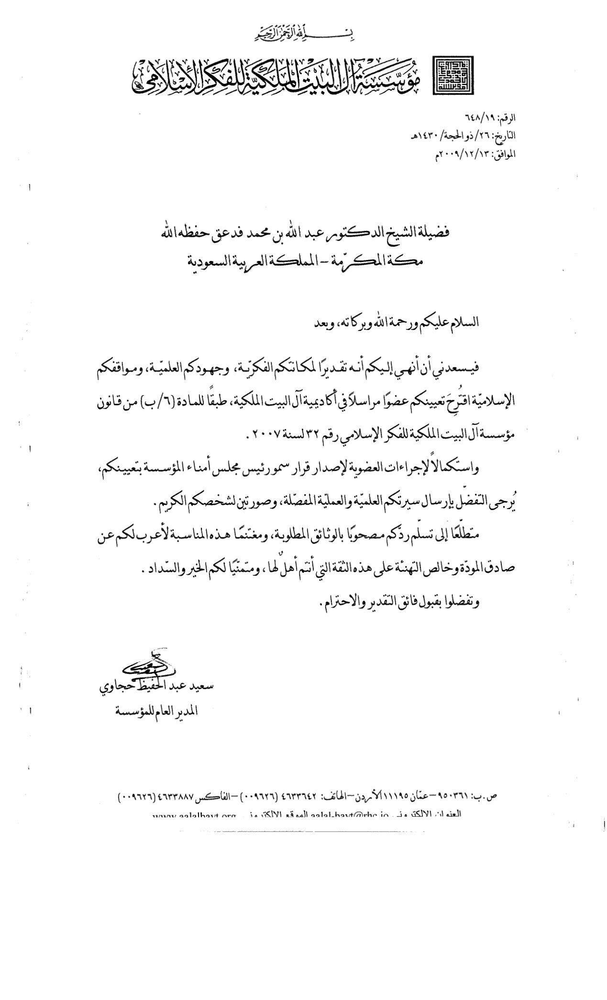 بسم الله الرحمن الرحيم
مؤسسة آل البيت الملكية للفكر الإسلامي
الرقم: ٦٤٨/١٩
التاريخ: ٢٦/ذو الحجة/١٤٣٠هـ
الموافق: ٢٠٠٩/١٢/١٣م
فضيلة الشيخ الدكتور عبد الله بن محمد فدعق حفظه الله
مكة المكرّمة – المملكة العربية السعودية
السلام عليكم ورحمة الله وبركاته، وبعد
فيسعدني أن أنهي إليكم أنه تقديرًا لمكانتكم الفكريّة، وجهودكم العلميّة، ومواقفكم
الإسلاميّة اقتُرِحَ تعيينكم عضوًا مراسلاً في أكاديمية آل البيت الملكية، طبقًا للمادة (٦/ب) من قانون
مؤسسة آل البيت الملكية للفكر الإسلامي رقم ٣٢ لسنة ٢٠٠٧.
واستكمالاً لإجراءات العضوية لإصدار قرار سمو رئيس مجلس أمناء المؤسسة بتعيينكم،
يُرجى التفضّل بإرسال سيرتكم العلميّة والعمليّة المفصّلة، وصورتين لشخصكم الكريم.
متطلّعًا إلى تسلّم ردّكم مصحوبًا بالوثائق المطلوبة، ومغتنمًا هذه المناسبة لأعرب لكم عن
صادق المودّة وخالص التهنئة على هذه الثقة التي أنتم أهلٌ لها، ومتمنّيًا لكم الخير والسّداد.
وتفضلوا بقبول فائق التقدير والاحترام.
سعيد عبد الحفيظ حجاوي
المدير العام للمؤسسة
ص.ب: ٩٥٠٣٦١–عمّان ١١١٩٥ الأردن–الهاتف: ٤٦٣٣٦٤٢ (٠٠٩٦٢٦)–الفاكس ٤٦٣٣٨٨٧ (٠٠٩٦٢٦)
العنوان الالكتروني aalal-bayt@rhc.jo الموقع الالكتروني www.aalalbayt.org